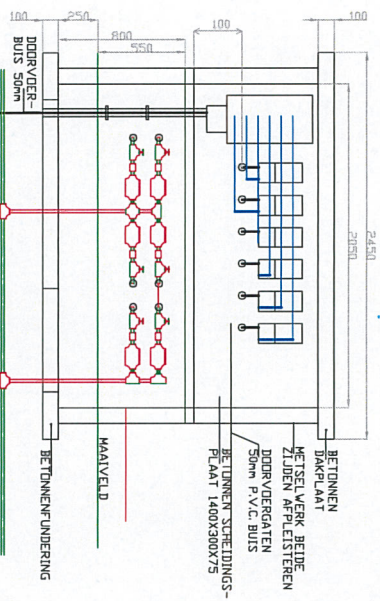 100
250
800
550
100
100
2450
2050
DOORVOER-
BUIS 50mm
BETONNEN
DAKPLAAT
METSELWERK BEIDE
ZIJDEN AFPLEISTEREN
DOORVOERGATEN
50mm P.V.C. BUIS
BETONNEN SCHEIDINGS-
PLAAT 1400X300X75
MAAIVELD
BETONNENFUNDERING